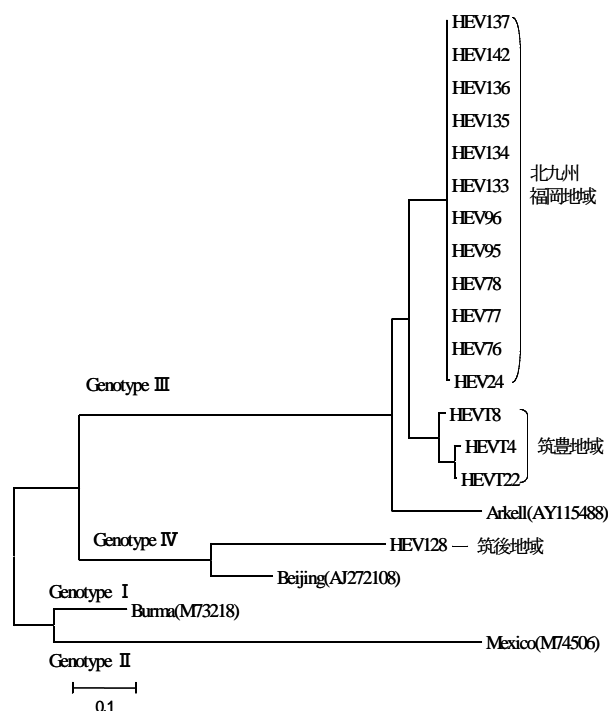 HEV137
HEV142
HEV136
HEV135
HEV134
HEV133
HEV96
HEV95
HEV78
HEV77
HEV76
HEV24
北九州
福岡地域
Genotype Ⅲ
HEVT8
HEVT4
HEVT22
筑豊地域
Arkell(AY115488)
Genotype Ⅳ
HEV128 — 筑後地域
Beijing(AJ272108)
Genotype Ⅰ
Burma(M73218)
Mexico(M74506)
Genotype Ⅱ
0.1